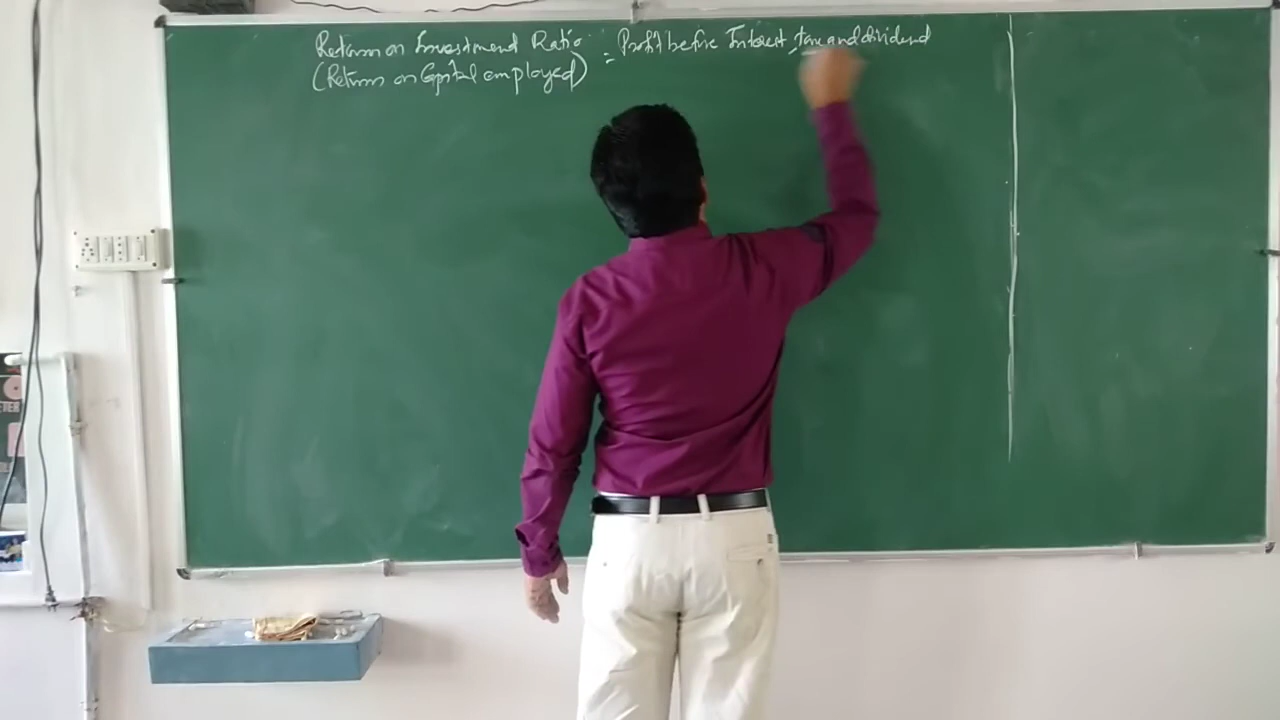 Return on Investment Ratio = Profit before Interest, tax and dividend
(Return on Capital employed)